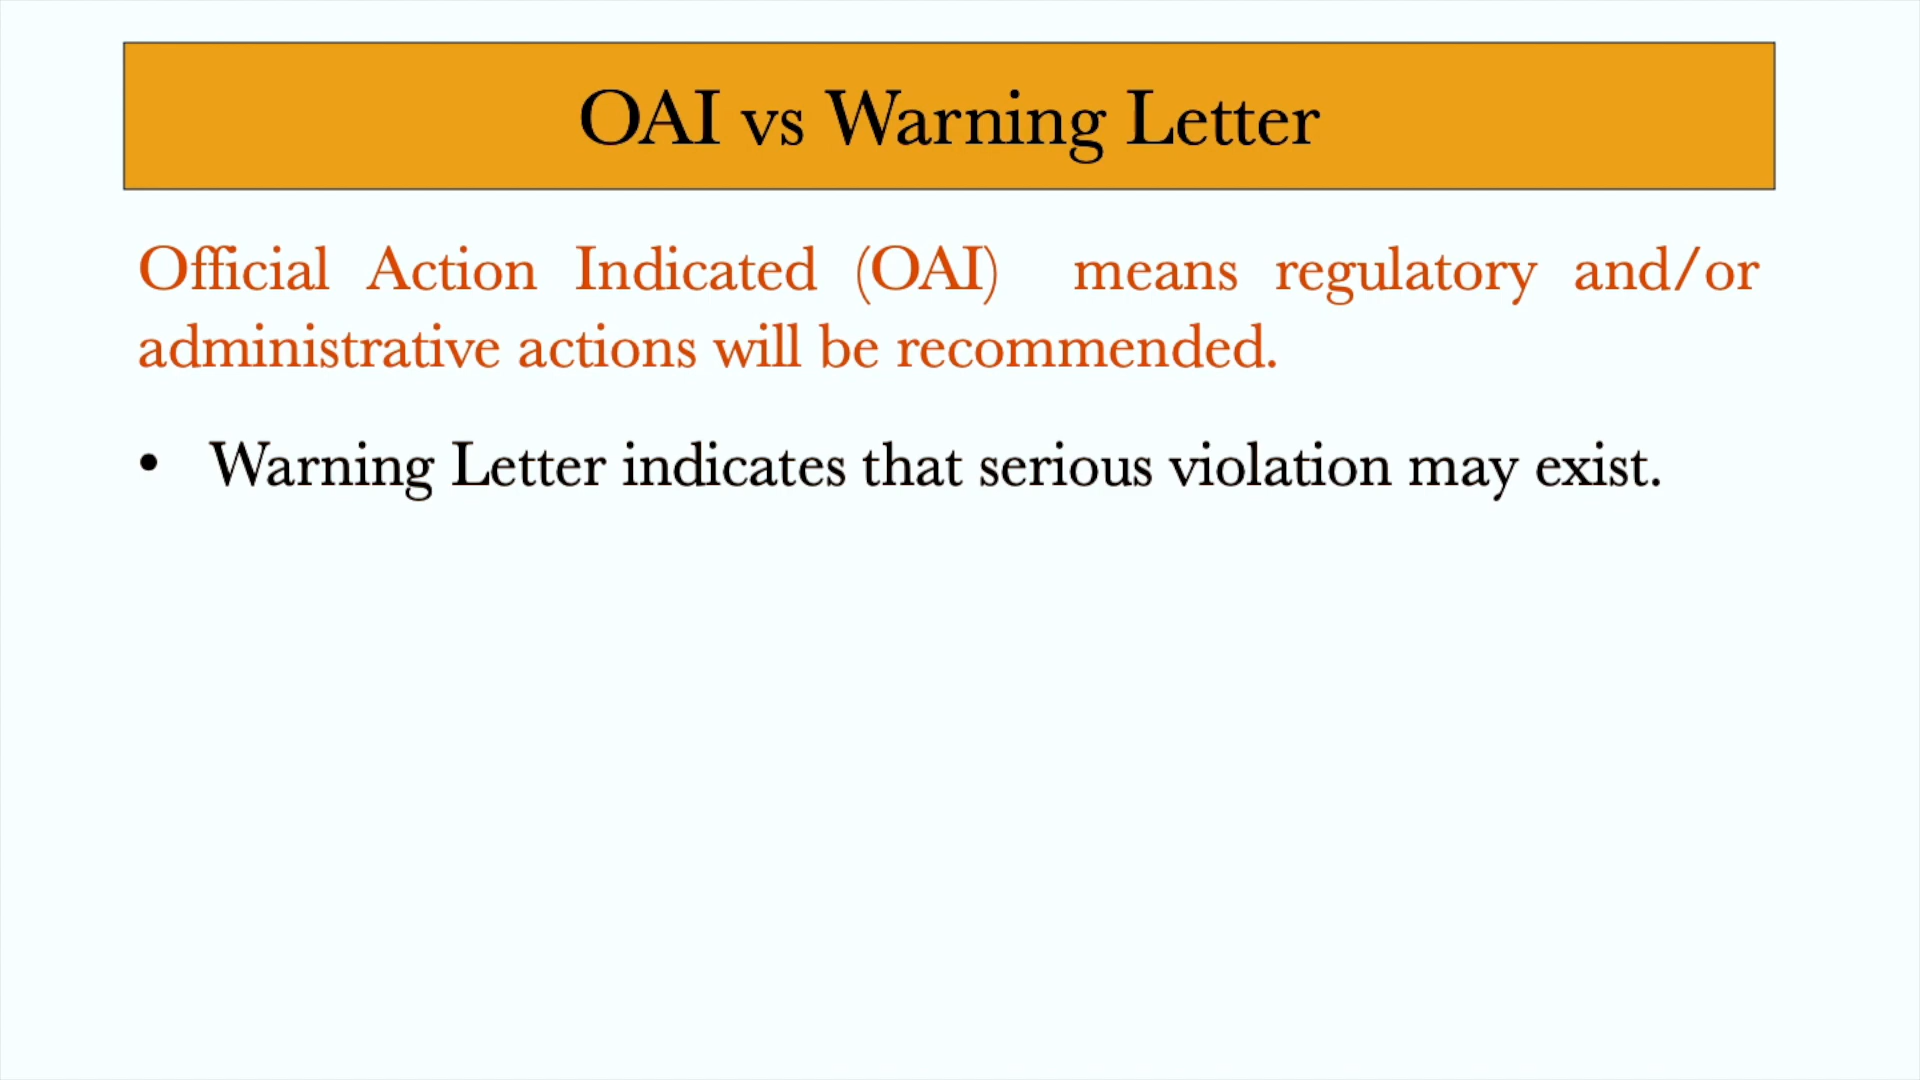 OAI vs Warning Letter
Official Action Indicated (OAI) means regulatory and/or
administrative actions will be recommended.
• Warning Letter indicates that serious violation may exist.